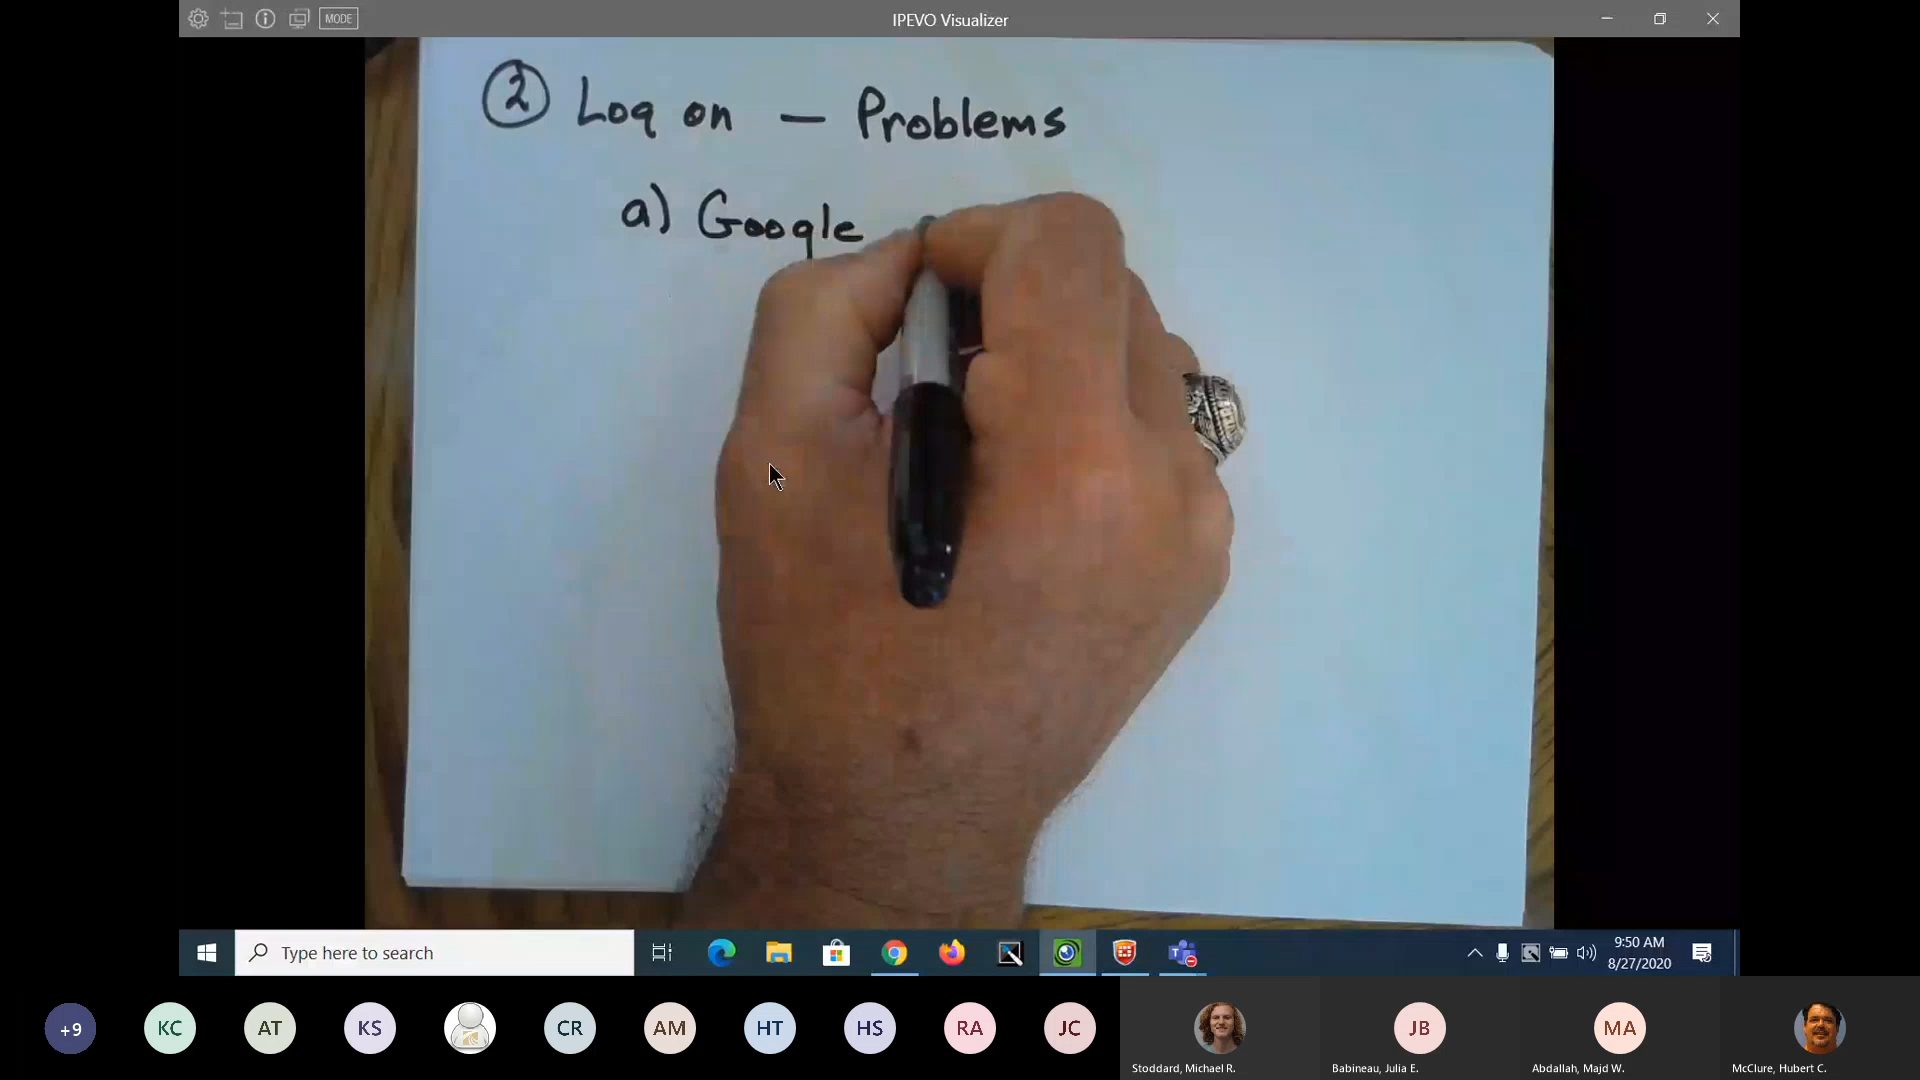 MODE
IPEVO Visualizer
② Log on — Problems
a) Google
Type here to search
9:50 AM
8/27/2020
+9
KC
AT
KS
CR
AM
HT
HS
RA
JC
JB
MA
Stoddard, Michael R.
Babineau, Julia E.
Abdallah, Majd W.
McClure, Hubert C.